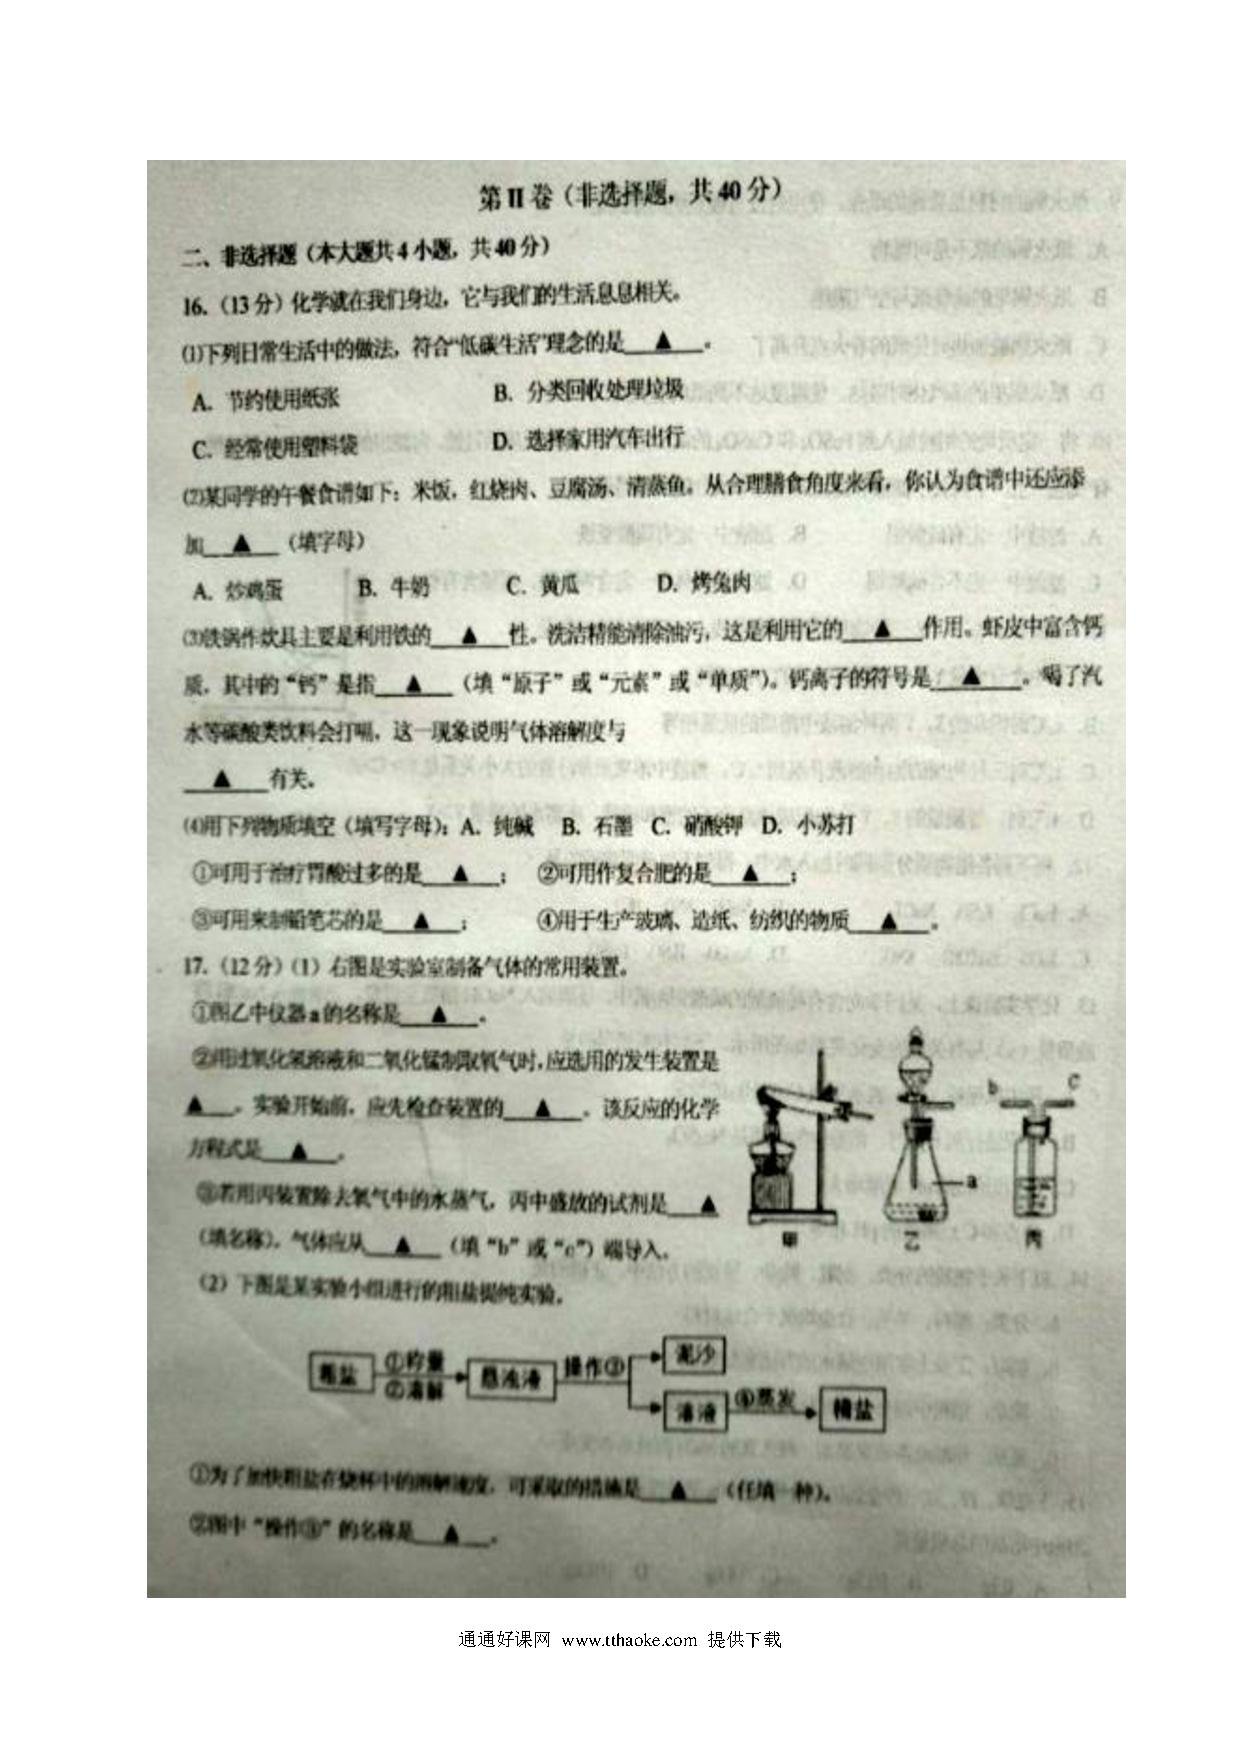 第 II 卷（非选择题，共 40 分）
二、非选择题（本大题共 4 小题，共 40 分）
16.（13 分）化学就在我们身边，它与我们的生活息息相关。
⑴下列日常生活中的做法，符合“低碳生活”理念的是 ▲ 。
A. 节约使用纸张 B. 分类回收处理垃圾
C. 经常使用塑料袋 D. 选择家用汽车出行
⑵某同学的午餐食谱如下：米饭，红烧肉、豆腐汤、清蒸鱼。从合理膳食角度来看，你认为食谱中还应添
加 ▲ （填字母）
A. 炒鸡蛋 B. 牛奶 C. 黄瓜 D. 烤兔肉
⑶铁锅作炊具主要是利用铁的 ▲ 性。洗洁精能清除油污，这是利用它的 ▲ 作用。虾皮中富含钙
质，其中的“钙”是指 ▲ （填“原子”或“元素”或“单质”）。钙离子的符号是 ▲ 。喝了汽
水等碳酸类饮料会打嗝，这一现象说明气体溶解度与
▲ 有关。
⑷用下列物质填空（填写字母）：A. 纯碱 B. 石墨 C. 硝酸钾 D. 小苏打
①可用于治疗胃酸过多的是 ▲ ； ②可用作复合肥的是 ▲ ；
③可用来制铅笔芯的是 ▲ ； ④用于生产玻璃、造纸、纺织的物质 ▲ 。
17.（12 分）（1）右图是实验室制备气体的常用装置。
①图乙中仪器 a 的名称是 ▲ 。
②用过氧化氢溶液和二氧化锰制取氧气时，应选用的发生装置是
▲ 。实验开始前，应先检查装置的 ▲ 。该反应的化学
方程式是 ▲ 。
③若用丙装置除去氧气中的水蒸气，丙中盛放的试剂是 ▲
（填名称）。气体应从 ▲ （填“b”或“c”）端导入。
b c
a
甲 乙 丙
（2）下图是某实验小组进行的粗盐提纯实验。
粗盐 ①称量 ②溶解 悬浊液 操作③ 泥沙
溶液 ④蒸发 精盐
①为了加快粗盐在烧杯中的溶解速度，可采取的措施是 ▲ （任填一种）。
②图中“操作③”的名称是 ▲ 。
通通好课网 www.tthaoke.com 提供下载